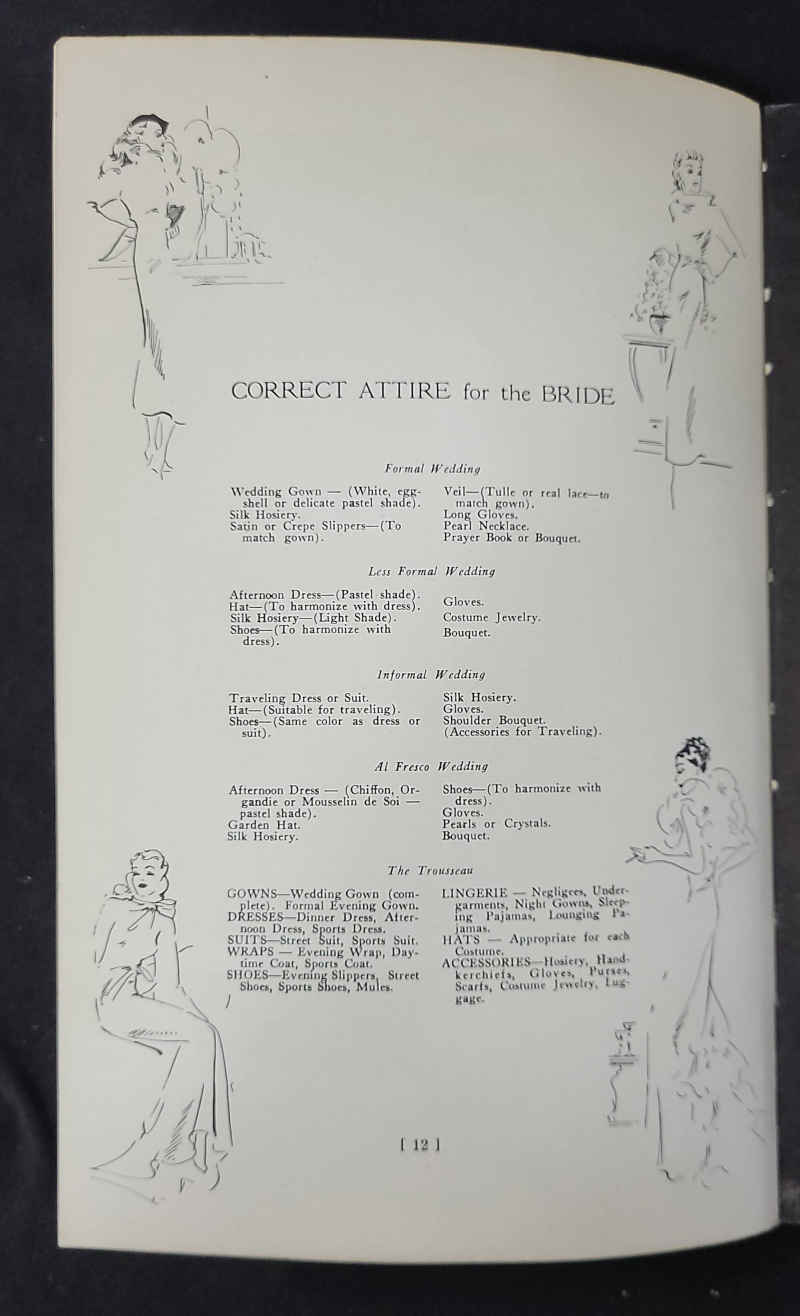 CORRECT ATTIRE for the BRIDE
Formal Wedding
Wedding Gown — (White, egg-
shell or delicate pastel shade).
Silk Hosiery.
Satin or Crepe Slippers—(To
match gown).
Veil—(Tulle or real lace—to
match gown).
Long Gloves.
Pearl Necklace.
Prayer Book or Bouquet.
Less Formal Wedding
Afternoon Dress—(Pastel shade).
Hat—(To harmonize with dress).
Silk Hosiery—(Light Shade).
Shoes—(To harmonize with
dress).
Gloves.
Costume Jewelry.
Bouquet.
Informal Wedding
Traveling Dress or Suit.
Hat—(Suitable for traveling).
Shoes—(Same color as dress or
suit).
Silk Hosiery.
Gloves.
Shoulder Bouquet.
(Accessories for Traveling).
Al Fresco Wedding
Afternoon Dress — (Chiffon, Or-
gandie or Mousselin de Soi —
pastel shade).
Garden Hat.
Silk Hosiery.
Shoes—(To harmonize with
dress).
Gloves.
Pearls or Crystals.
Bouquet.
The Trousseau
GOWNS—Wedding Gown (com-
plete). Formal Evening Gown.
DRESSES—Dinner Dress, After-
noon Dress, Sports Dress.
SUITS—Street Suit, Sports Suit.
WRAPS — Evening Wrap, Day-
time Coat, Sports Coat.
SHOES—Evening Slippers, Street
Shoes, Sports Shoes, Mules.
LINGERIE — Negligees, Under-
garments, Night Gowns, Sleep-
ing Pajamas, Lounging Pa-
jamas.
HATS — Appropriate for each
Costume.
ACCESSORIES—Hosiery, Hand-
kerchiefs, Gloves, Purses,
Scarfs, Costume Jewelry, Lug-
gage.
[ 12 ]